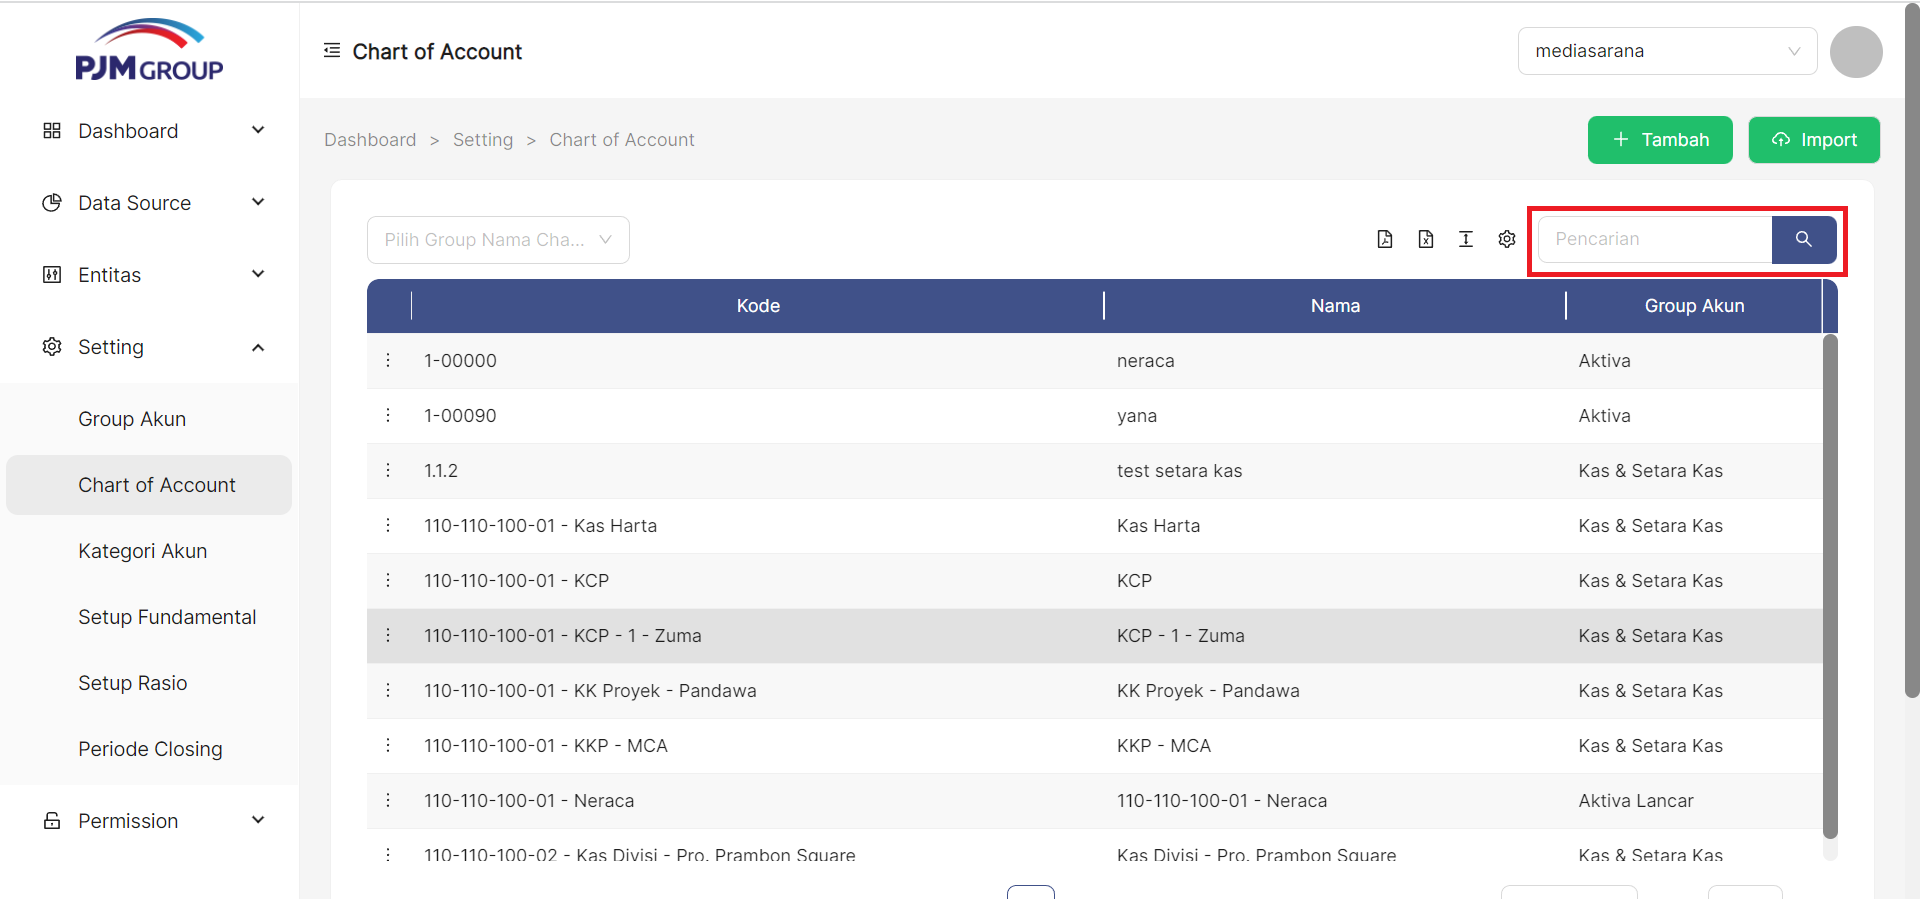 PJM GROUP
Chart of Account
mediasarana
Dashboard
Data Source
Entitas
Setting
Group Akun
Chart of Account
Kategori Akun
Setup Fundamental
Setup Rasio
Periode Closing
Permission
Dashboard > Setting > Chart of Account
Tambah
Import
Pilih Group Nama Cha...
Pencarian
Kode Nama Group Akun
1-00000 neraca Aktiva
1-00090 yana Aktiva
1.1.2 test setara kas Kas & Setara Kas
110-110-100-01 - Kas Harta Kas Harta Kas & Setara Kas
110-110-100-01 - KCP KCP Kas & Setara Kas
110-110-100-01 - KCP - 1 - Zuma KCP - 1 - Zuma Kas & Setara Kas
110-110-100-01 - KK Proyek - Pandawa KK Proyek - Pandawa Kas & Setara Kas
110-110-100-01 - KKP - MCA KKP - MCA Kas & Setara Kas
110-110-100-01 - Neraca 110-110-100-01 - Neraca Aktiva Lancar
110-110-100-02 - Kas Divisi - Pro. Prambon Square Kas Divisi - Pro. Prambon Square Kas & Setara Kas